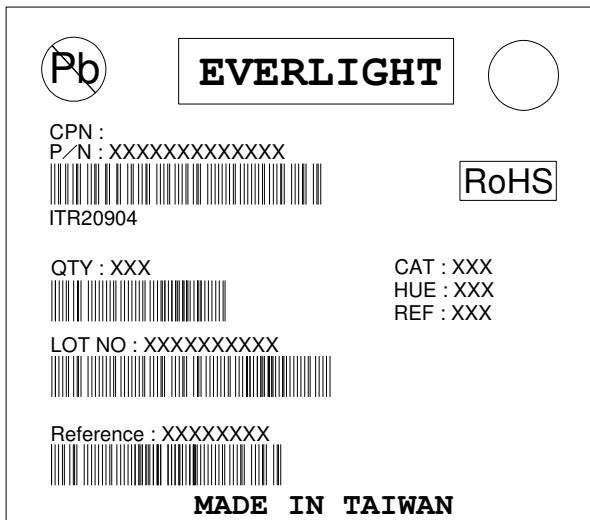 Pb
EVERLIGHT
CPN :
P/N : XXXXXXXXXXXXX
RoHS
ITR20904
QTY : XXX
CAT : XXX
HUE : XXX
REF : XXX
LOT NO : XXXXXXXXXX
Reference : XXXXXXXX
MADE IN TAIWAN